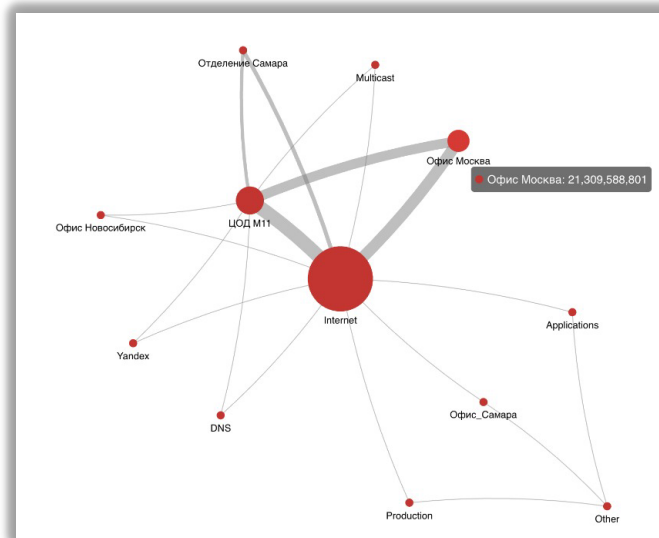 Отделение Самара
Multicast
Офис Москва
Офис Москва: 21,309,588,801
Офис Новосибирск
ЦОД М11
Internet
Applications
Yandex
Офис_Самара
DNS
Production
Other